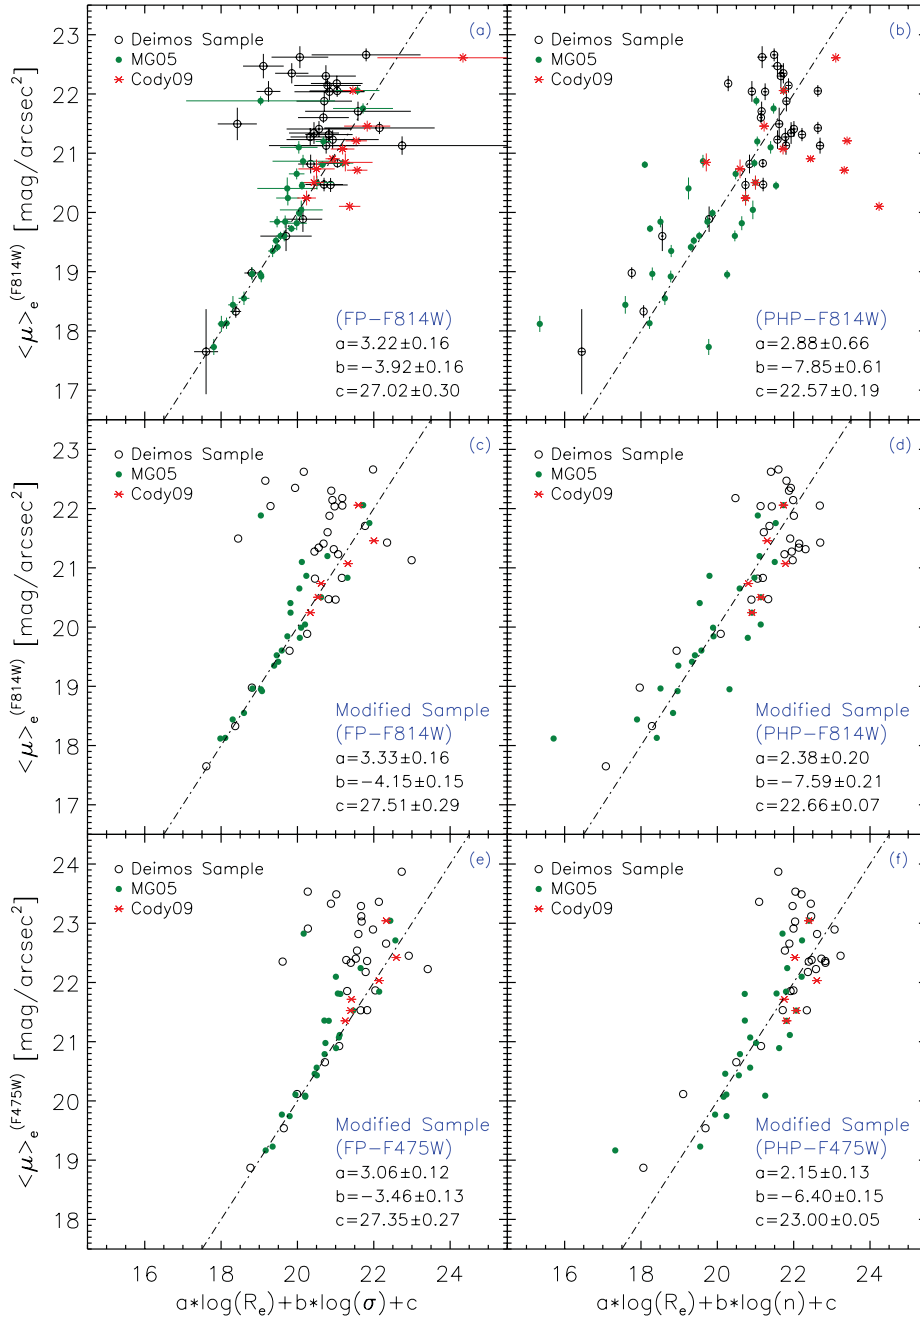 (a)
○ Deimos Sample
● MG05
✳ Cody09
(FP−F814W)
a=3.22±0.16
b=−3.92±0.16
c=27.02±0.30
23
22
21
20
19
18
17
<μ>e(F814W) [mag/arcsec²]
(b)
○ Deimos Sample
● MG05
✳ Cody09
(PHP−F814W)
a=2.88±0.66
b=−7.85±0.61
c=22.57±0.19
(c)
○ Deimos Sample
● MG05
✳ Cody09
Modified Sample
(FP−F814W)
a=3.33±0.16
b=−4.15±0.15
c=27.51±0.29
23
22
21
20
19
18
17
<μ>e(F814W) [mag/arcsec²]
(d)
○ Deimos Sample
● MG05
✳ Cody09
Modified Sample
(PHP−F814W)
a=2.38±0.20
b=−7.59±0.21
c=22.66±0.07
(e)
○ Deimos Sample
● MG05
✳ Cody09
Modified Sample
(FP−F475W)
a=3.06±0.12
b=−3.46±0.13
c=27.35±0.27
24
23
22
21
20
19
18
<μ>e(F475W) [mag/arcsec²]
16 18 20 22 24
a*log(Re)+b*log(σ)+c
(f)
○ Deimos Sample
● MG05
✳ Cody09
Modified Sample
(PHP−F475W)
a=2.15±0.13
b=−6.40±0.15
c=23.00±0.05
16 18 20 22 24
a*log(Re)+b*log(n)+c